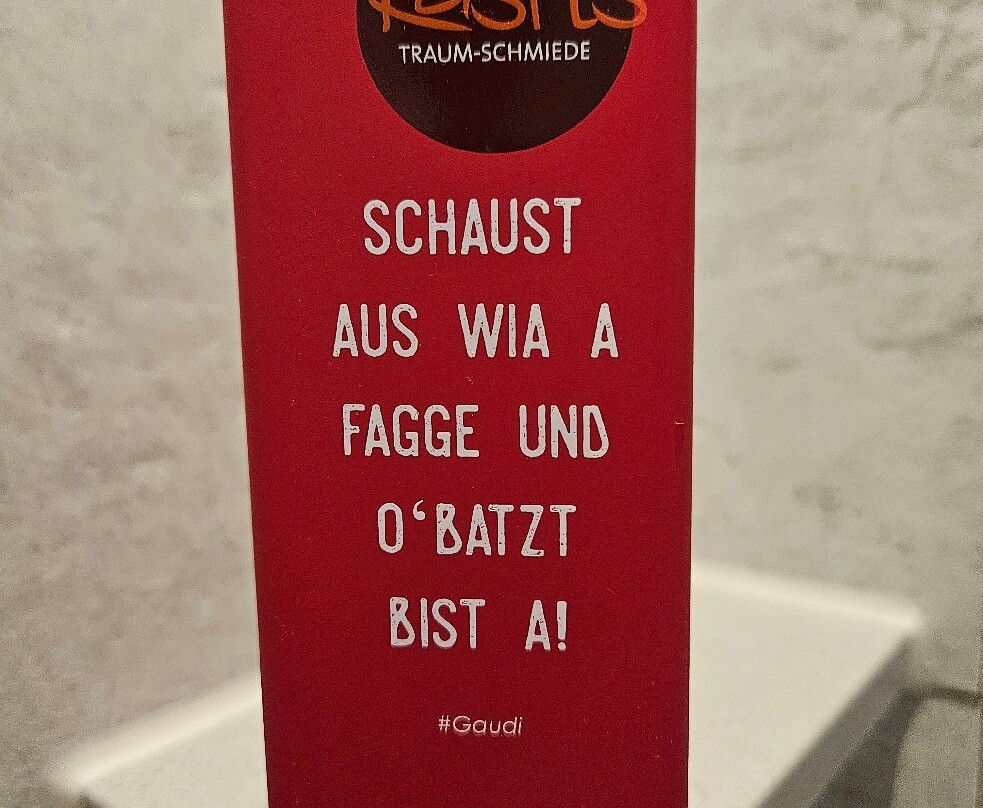 TRAUM-SCHMIEDE
SCHAUST
AUS WIA A
FAGGE UND
O‘BATZT
BIST A!
#Gaudi